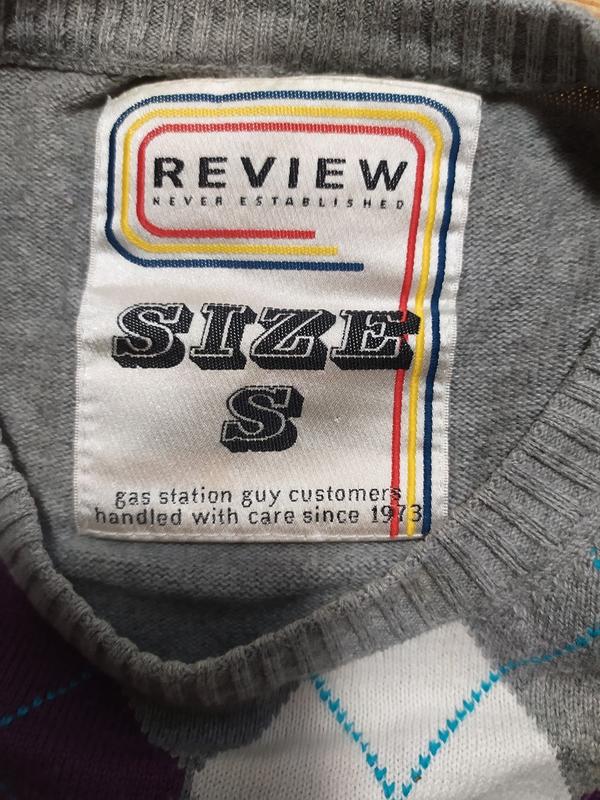 REVIEW
NEVER ESTABLISHED
SIZE
S
gas station guy customers
handled with care since 1973